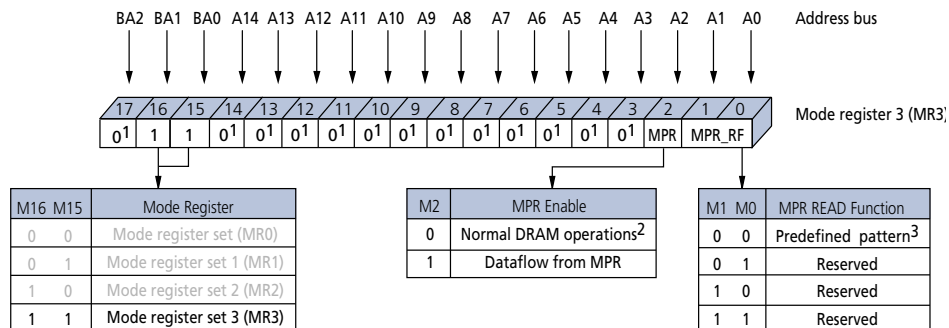 BA2 BA1 BA0 A14 A13 A12 A11 A10 A9 A8 A7 A6 A5 A4 A3 A2 A1 A0 Address bus
17 16 15 14 13 12 11 10 9 8 7 6 5 4 3 2 1 0 Mode register 3 (MR3)
0¹ 1 1 0¹ 0¹ 0¹ 0¹ 0¹ 0¹ 0¹ 0¹ 0¹ 0¹ 0¹ 0¹ MPR MPR_RF
M16 M15 Mode Register
0 0 Mode register set (MR0)
0 1 Mode register set 1 (MR1)
1 0 Mode register set 2 (MR2)
1 1 Mode register set 3 (MR3)
M2 MPR Enable
0 Normal DRAM operations²
1 Dataflow from MPR
M1 M0 MPR READ Function
0 0 Predefined pattern³
0 1 Reserved
1 0 Reserved
1 1 Reserved